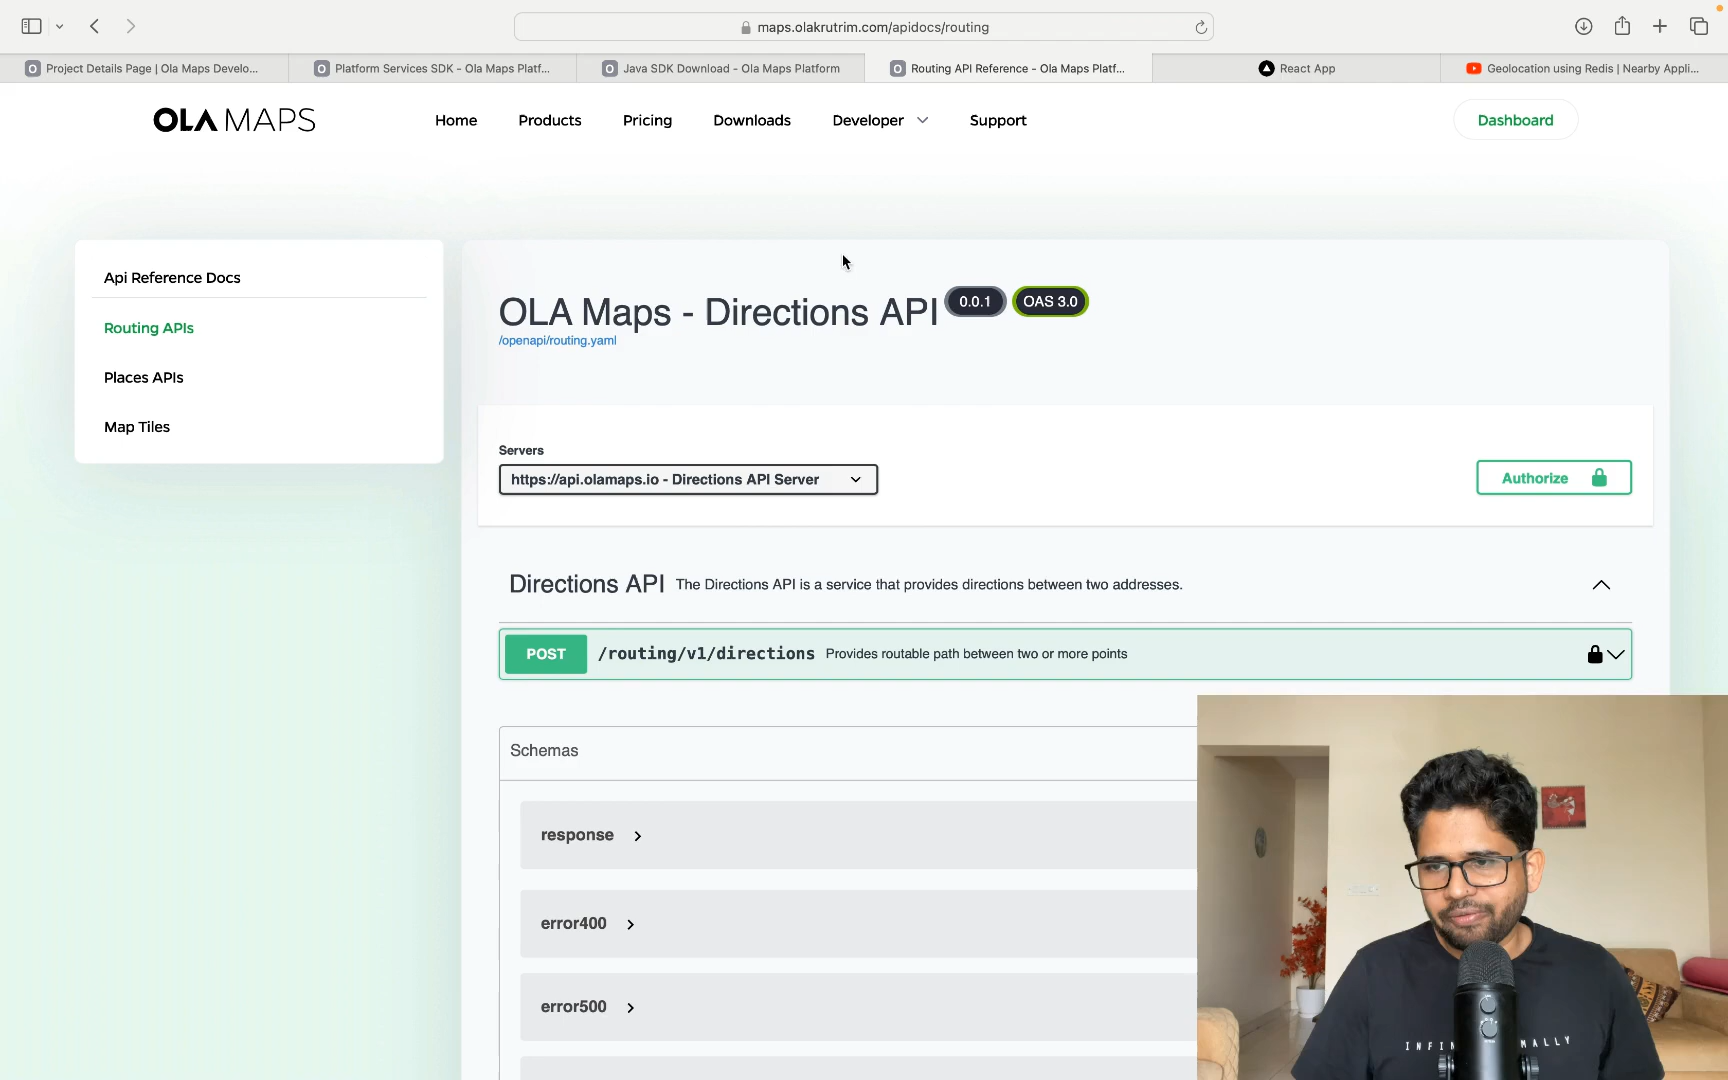 maps.olakrutrim.com/apidocs/routing
Project Details Page | Ola Maps Develo...
Platform Services SDK - Ola Maps Platf...
Java SDK Download - Ola Maps Platform
Routing API Reference - Ola Maps Platf...
React App
Geolocation using Redis | Nearby Appli...
OLA MAPS
Home
Products
Pricing
Downloads
Developer
Support
Dashboard
Api Reference Docs
Routing APIs
Places APIs
Map Tiles
OLA Maps - Directions API
0.0.1
OAS 3.0
/openapi/routing.yaml
Servers
https://api.olamaps.io - Directions API Server
Authorize
Directions API
The Directions API is a service that provides directions between two addresses.
POST
/routing/v1/directions
Provides routable path between two or more points
Schemas
response
error400
error500